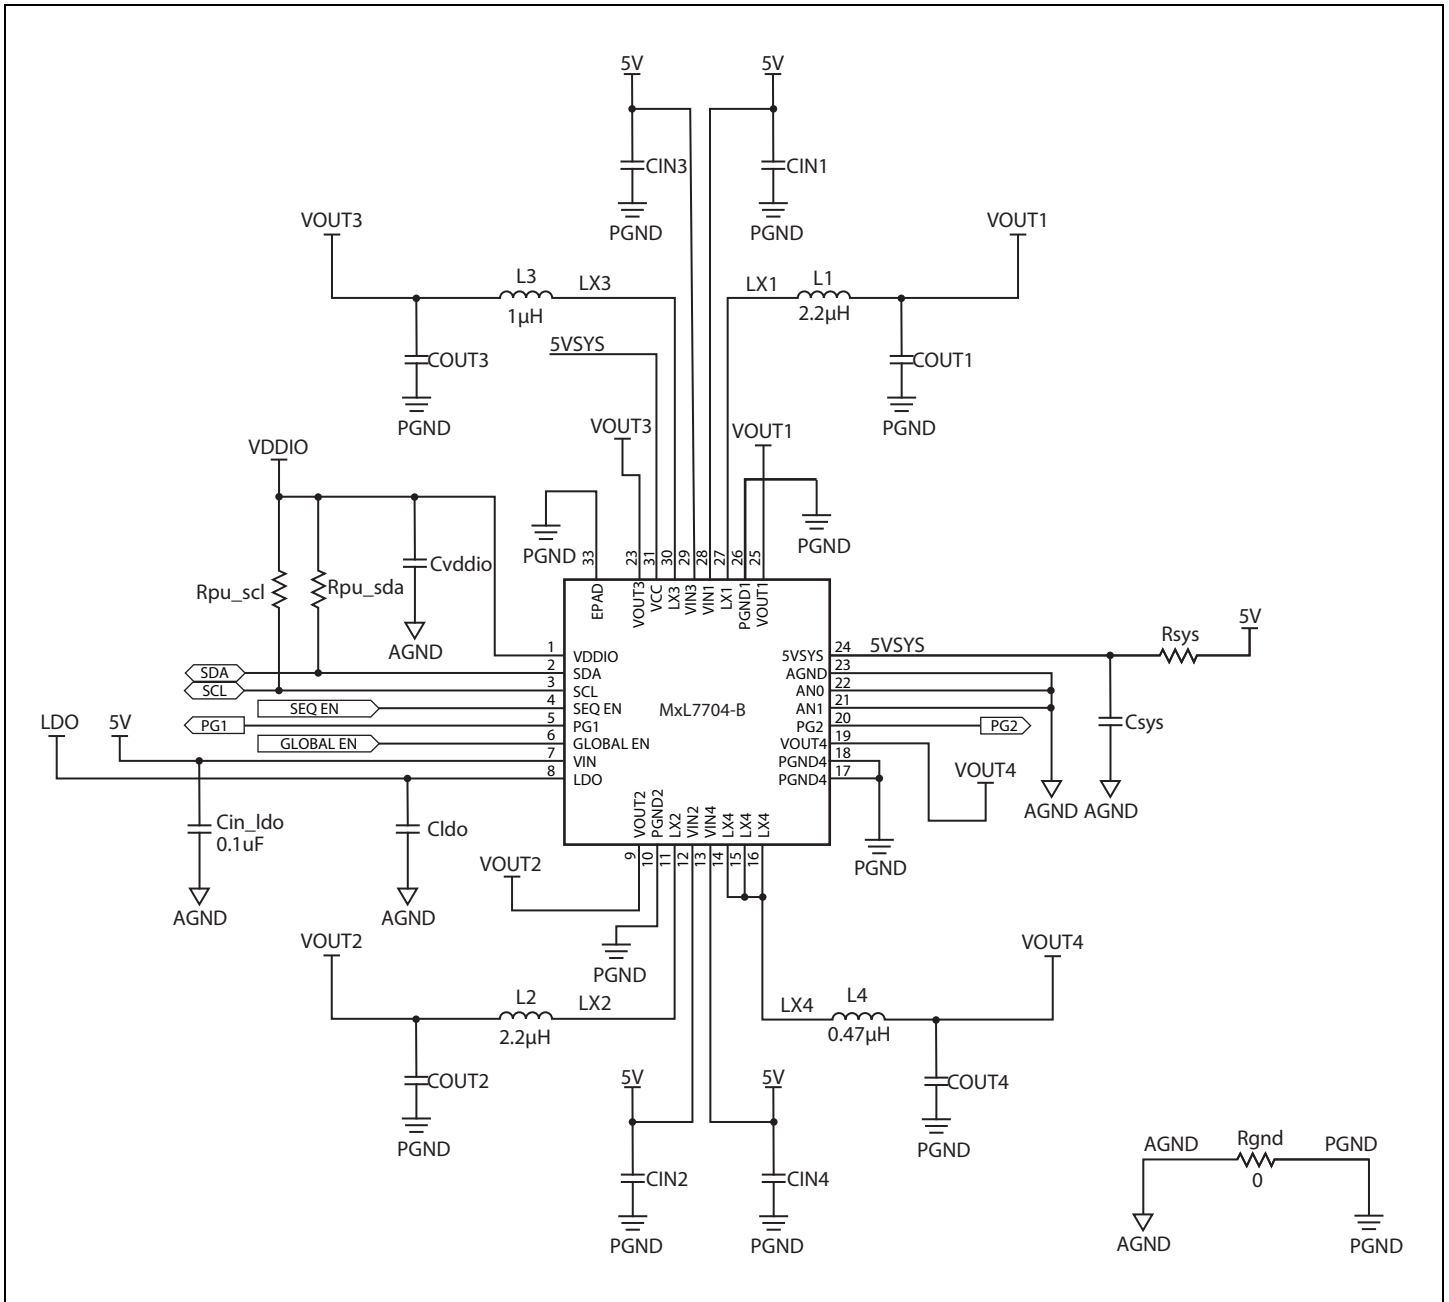 5V
5V
CIN3
CIN1
PGND
PGND
VOUT3
VOUT1
L3
LX3
1µH
LX1
L1
2.2µH
5VSYS
COUT3
COUT1
PGND
PGND
VOUT3
VOUT1
VDDIO
PGND
PGND
Cvddio
Rpu_scl
Rpu_sda
AGND
33
23
31
30
29
28
27
26
25
EPAD
VOUT3
VCC
LX3
VIN3
VIN1
LX1
PGND1
VOUT1
SDA
SCL
SEQ EN
PG1
GLOBAL EN
LDO
5V
1
2
3
4
5
6
7
8
VDDIO
SDA
SCL
SEQ EN
PG1
GLOBAL EN
VIN
LDO
MxL7704-B
5VSYS
AGND
AN0
AN1
PG2
VOUT4
PGND4
PGND4
24
23
22
21
20
19
18
17
5VSYS
Rsys
5V
Csys
PG2
VOUT4
AGND
AGND
PGND
Cin_ldo
0.1uF
Cldo
AGND
AGND
VOUT2
PGND2
LX2
VIN2
VIN4
LX4
LX4
LX4
9
10
11
12
13
14
15
16
VOUT2
PGND
VOUT2
L2
LX2
2.2µH
COUT2
PGND
VOUT4
LX4
L4
0.47µH
COUT4
PGND
5V
5V
CIN2
CIN4
PGND
PGND
AGND
Rgnd
PGND
0
AGND
PGND